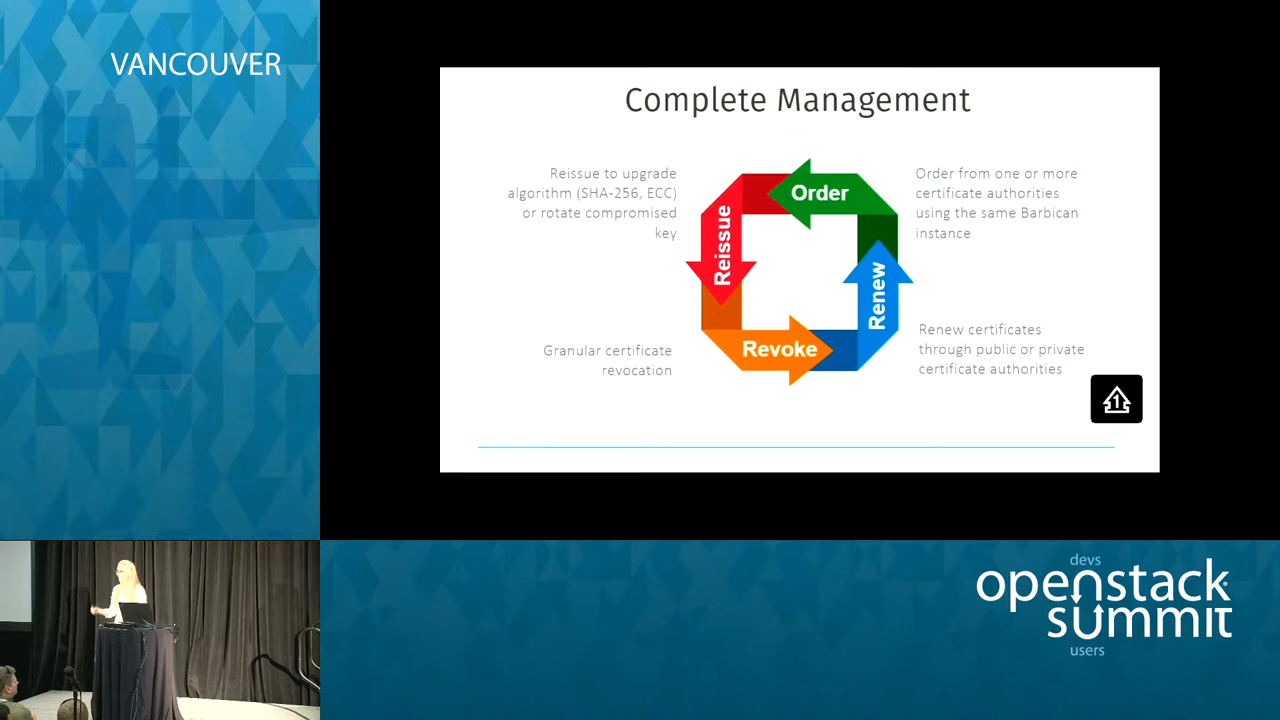 VANCOUVER
Complete Management
Reissue to upgrade
algorithm (SHA-256, ECC)
or rotate compromised
key
Order
Order from one or more
certificate authorities
using the same Barbican
instance
Reissue
Renew
Granular certificate
revocation
Revoke
Renew certificates
through public or private
certificate authorities
1
devs
openstack
summit
users